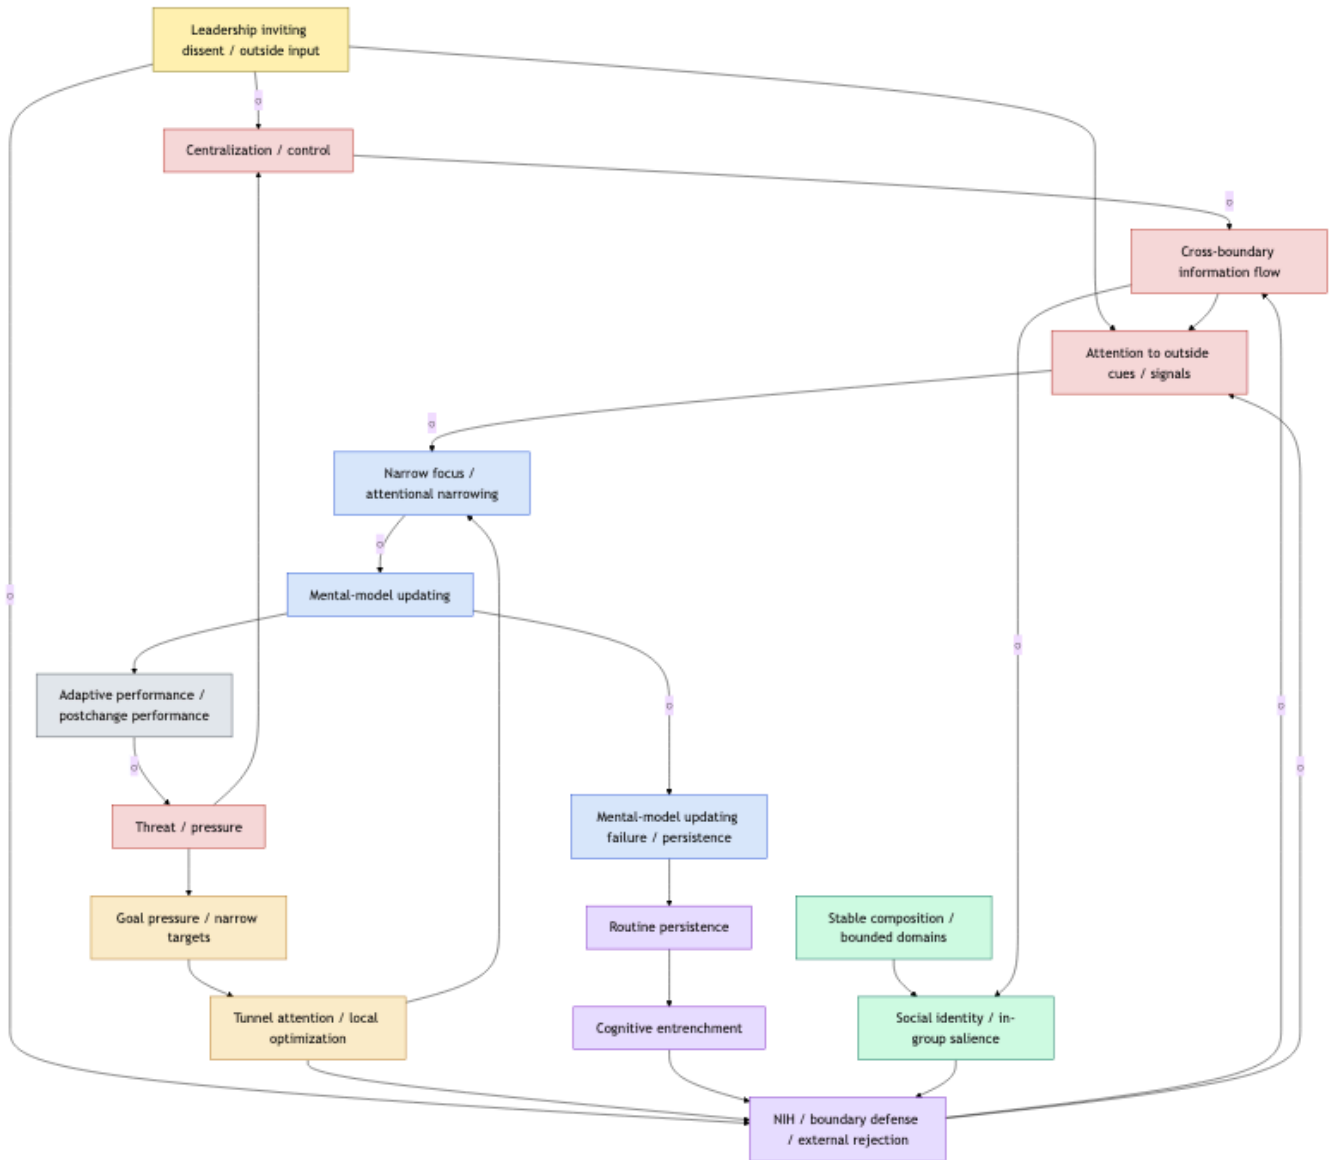 Leadership inviting
dissent / outside input
o
Centralization / control
o
Cross-boundary
information flow
Attention to outside
cues / signals
o
Narrow focus /
attentional narrowing
o
Mental-model updating
o
o
Adaptive performance /
postchange performance
o
o
o
o
Threat / pressure
Mental-model updating
failure / persistence
Goal pressure / narrow
targets
Routine persistence
Stable composition /
bounded domains
Tunnel attention / local
optimization
Cognitive entrenchment
Social identity / in-
group salience
NIH / boundary defense
/ external rejection